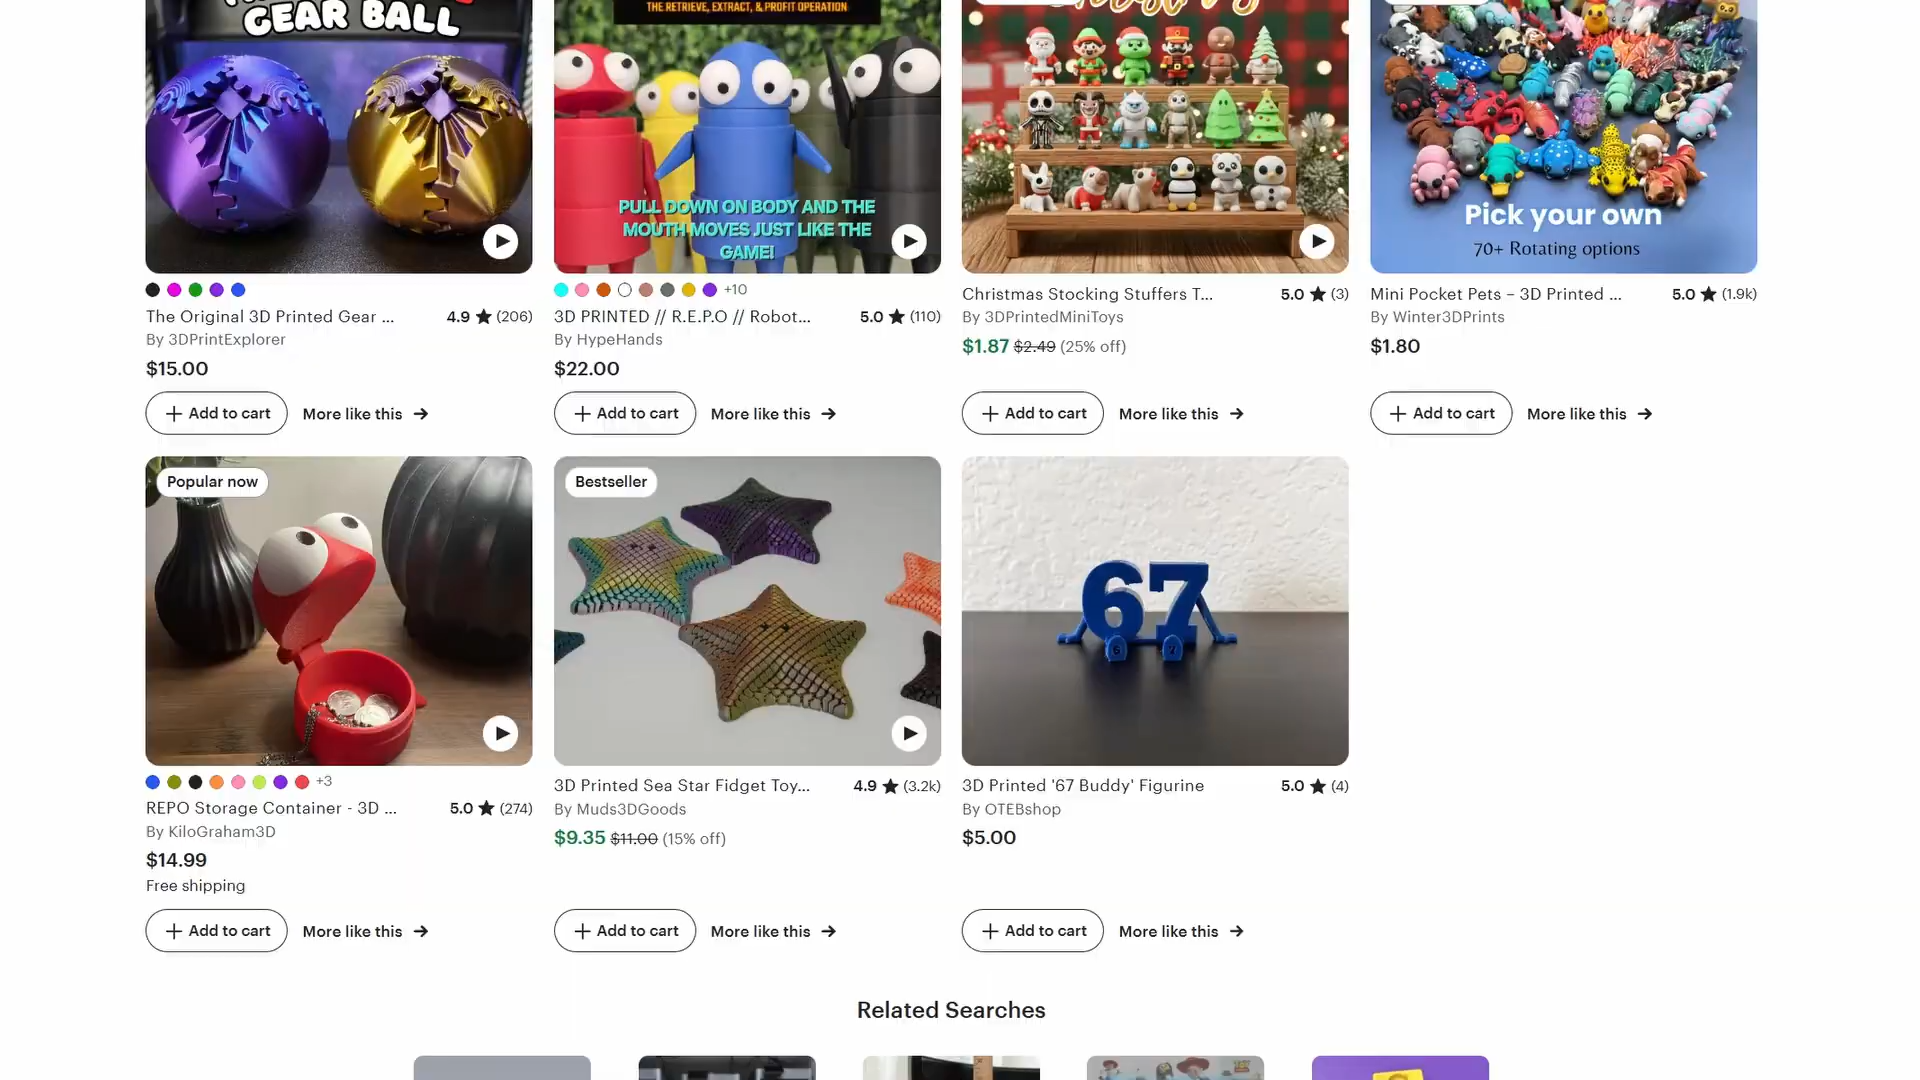 GEAR BALL
THE RETRIEVE, EXTRACT, & PROFIT OPERATION
PULL DOWN ON BODY AND THE
MOUTH MOVES JUST LIKE THE
GAME!
Pick your own
70+ Rotating options
The Original 3D Printed Gear ...
4.9 ★ (206)
By 3DPrintExplorer
$15.00
+ Add to cart
More like this →
+10
3D PRINTED // R.E.P.O // Robot...
5.0 ★ (110)
By HypeHands
$22.00
+ Add to cart
More like this →
Christmas Stocking Stuffers T...
5.0 ★ (3)
By 3DPrintedMiniToys
$1.87 $2.49 (25% off)
+ Add to cart
More like this →
Mini Pocket Pets – 3D Printed ...
5.0 ★ (1.9k)
By Winter3DPrints
$1.80
+ Add to cart
More like this →
Popular now
+3
REPO Storage Container - 3D ...
5.0 ★ (274)
By KiloGraham3D
$14.99
Free shipping
+ Add to cart
More like this →
Bestseller
3D Printed Sea Star Fidget Toy...
4.9 ★ (3.2k)
By Muds3DGoods
$9.35 $11.00 (15% off)
+ Add to cart
More like this →
67
6 7
3D Printed '67 Buddy' Figurine
5.0 ★ (4)
By OTEBshop
$5.00
+ Add to cart
More like this →
Related Searches